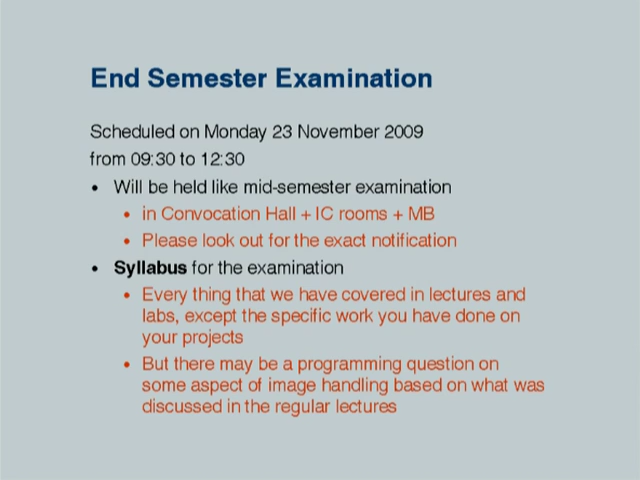 End Semester Examination
Scheduled on Monday 23 November 2009
from 09:30 to 12:30
• Will be held like mid-semester examination
• in Convocation Hall + IC rooms + MB
• Please look out for the exact notification
• Syllabus for the examination
• Every thing that we have covered in lectures and
labs, except the specific work you have done on
your projects
• But there may be a programming question on
some aspect of image handling based on what was
discussed in the regular lectures